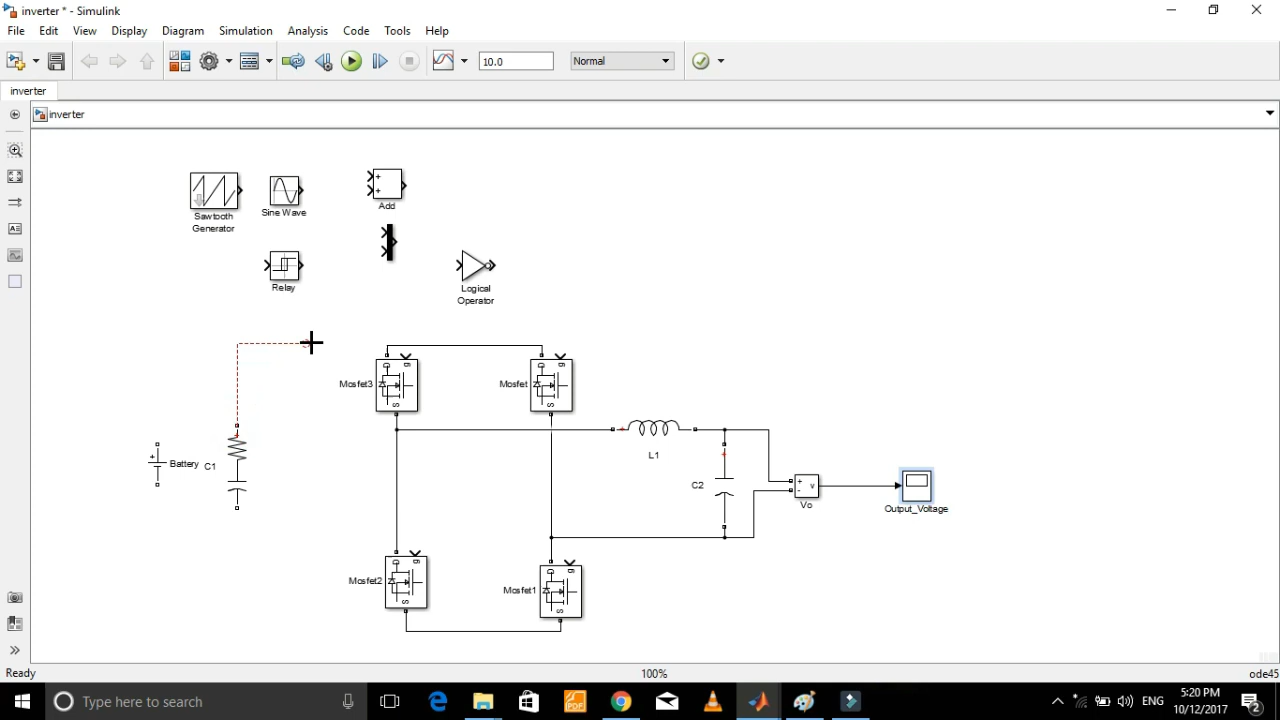 inverter * - Simulink
File Edit View Display Diagram Simulation Analysis Code Tools Help
10.0 Normal
inverter
inverter
Add
Sawtooth
Generator
Sine Wave
Relay
Logical
Operator
Mosfet3
Mosfet
g
D
S
g
D
S
L1
Battery
C1
C2
+
-
v
Vo
Output_Voltage
Mosfet2
Mosfet1
g
D
S
g
D
S
Ready 100% ode45
Type here to search
PDF
ENG
5:20 PM
10/12/2017
2